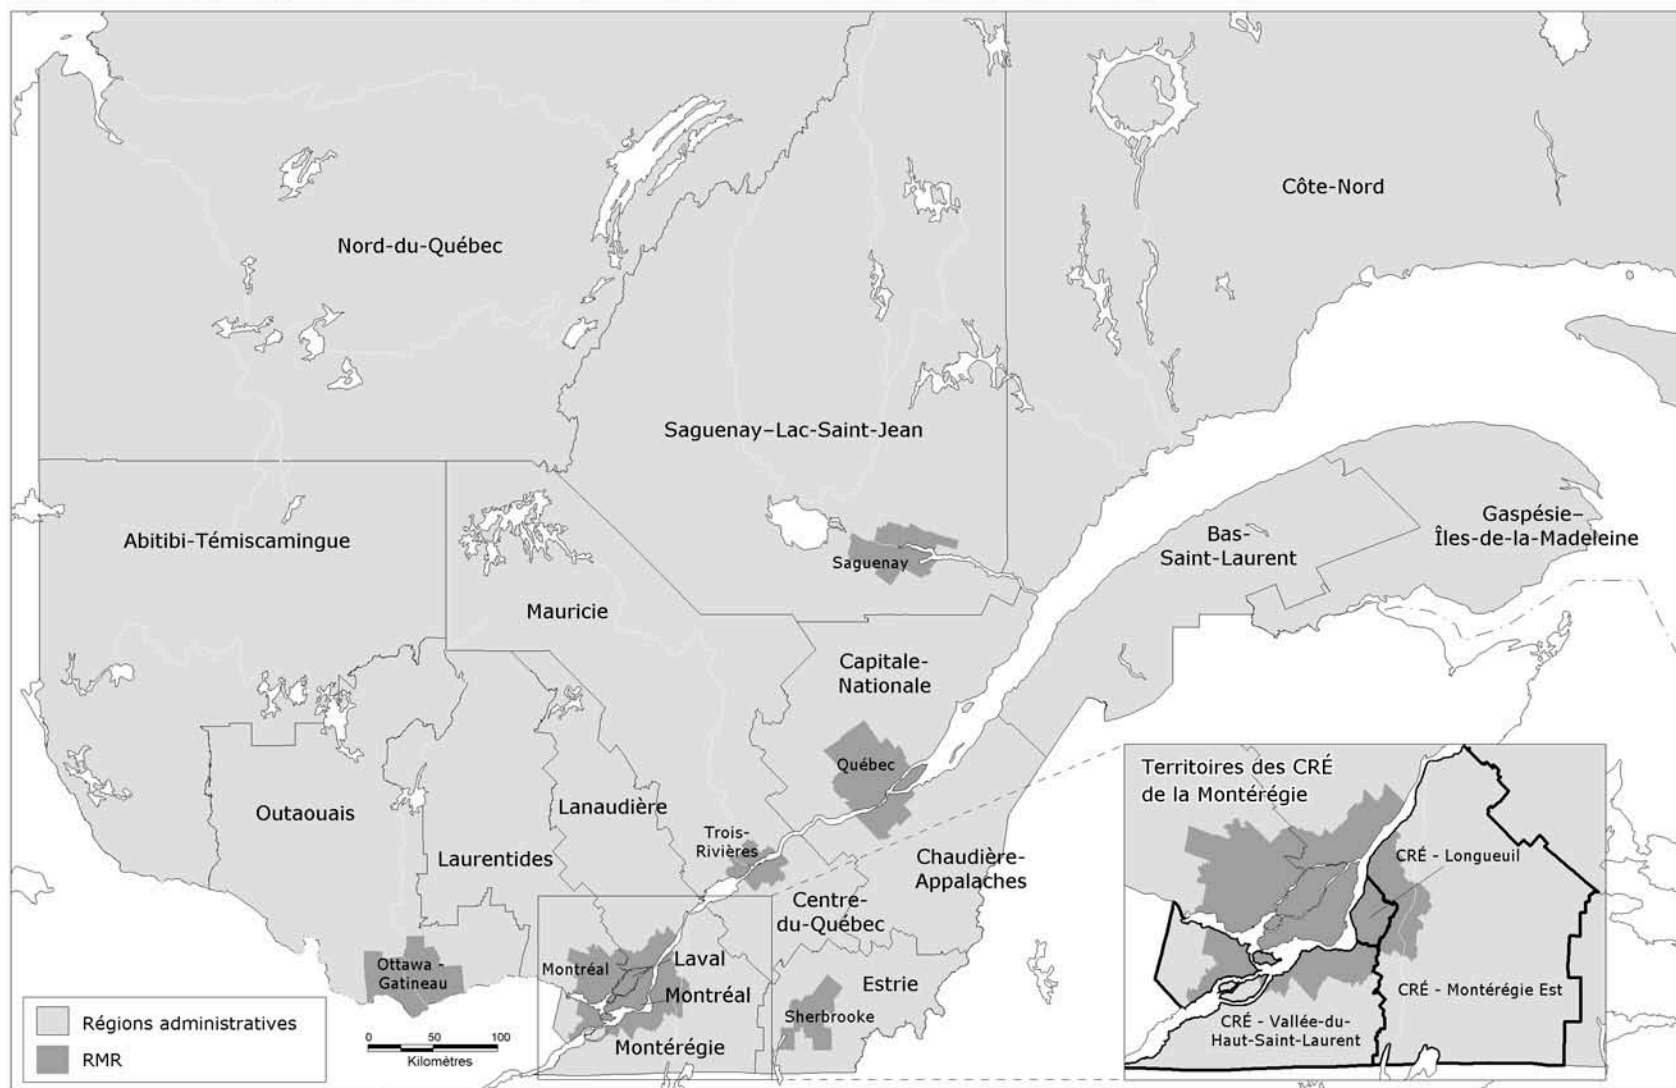 Côte-Nord
Nord-du-Québec
Saguenay–Lac-Saint-Jean
Abitibi-Témiscamingue
Gaspésie–
Îles-de-la-Madeleine
Bas-
Saint-Laurent
Saguenay
Mauricie
Capitale-
Nationale
Québec
Outaouais
Lanaudière
Laurentides
Trois-
Rivières
Chaudière-
Appalaches
Centre-
du-Québec
Ottawa -
Gatineau
Montréal
Laval
Montréal
Estrie
Sherbrooke
Montérégie
Territoires des CRÉ
de la Montérégie
CRÉ - Longueuil
CRÉ - Montérégie Est
CRÉ - Vallée-du-
Haut-Saint-Laurent
Régions administratives
RMR
0 50 100
Kilomètres